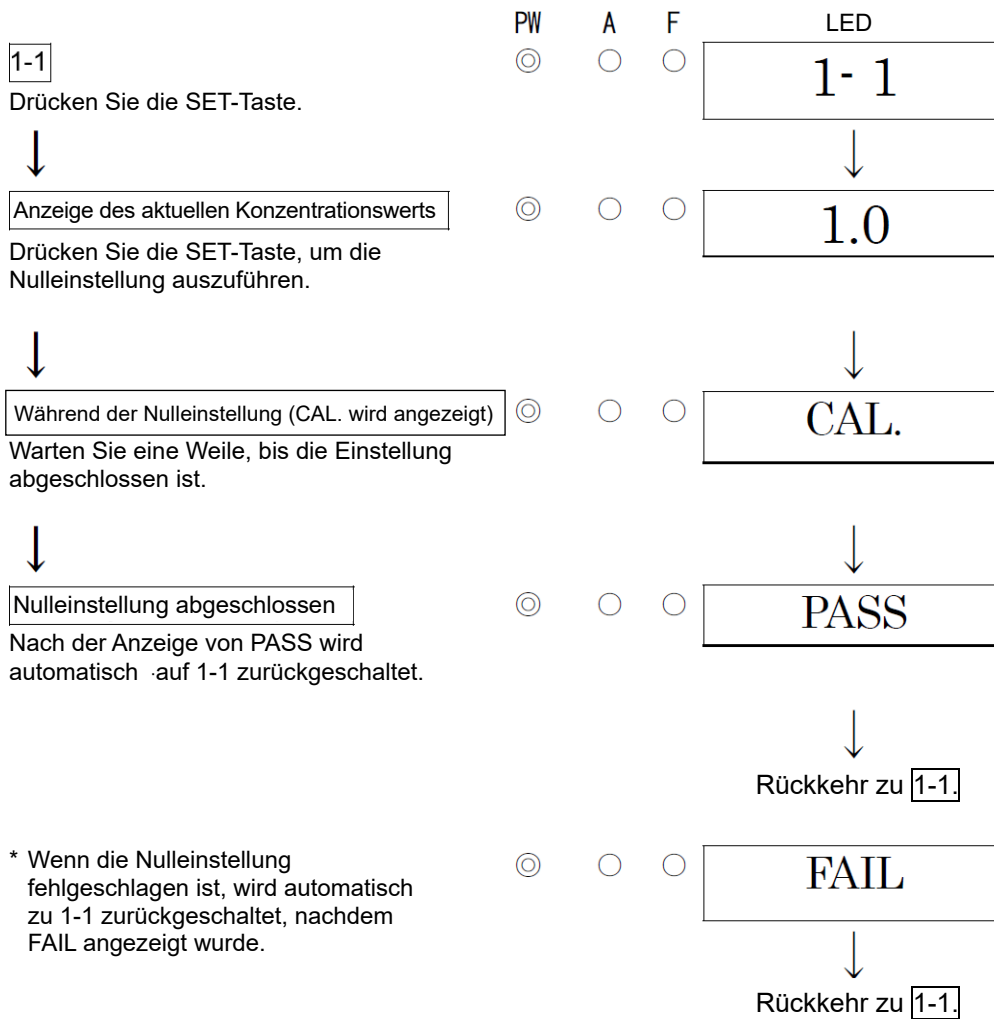 PW A F LED
1-1
1- 1
Drücken Sie die SET-Taste.
Anzeige des aktuellen Konzentrationswerts
1.0
Drücken Sie die SET-Taste, um die
Nulleinstellung auszuführen.
Während der Nulleinstellung (CAL. wird angezeigt)
CAL.
Warten Sie eine Weile, bis die Einstellung
abgeschlossen ist.
Nulleinstellung abgeschlossen
PASS
Nach der Anzeige von PASS wird
automatisch auf 1-1 zurückgeschaltet.
Rückkehr zu 1-1.
* Wenn die Nulleinstellung
fehlgeschlagen ist, wird automatisch
zu 1-1 zurückgeschaltet, nachdem
FAIL angezeigt wurde.
FAIL
Rückkehr zu 1-1.